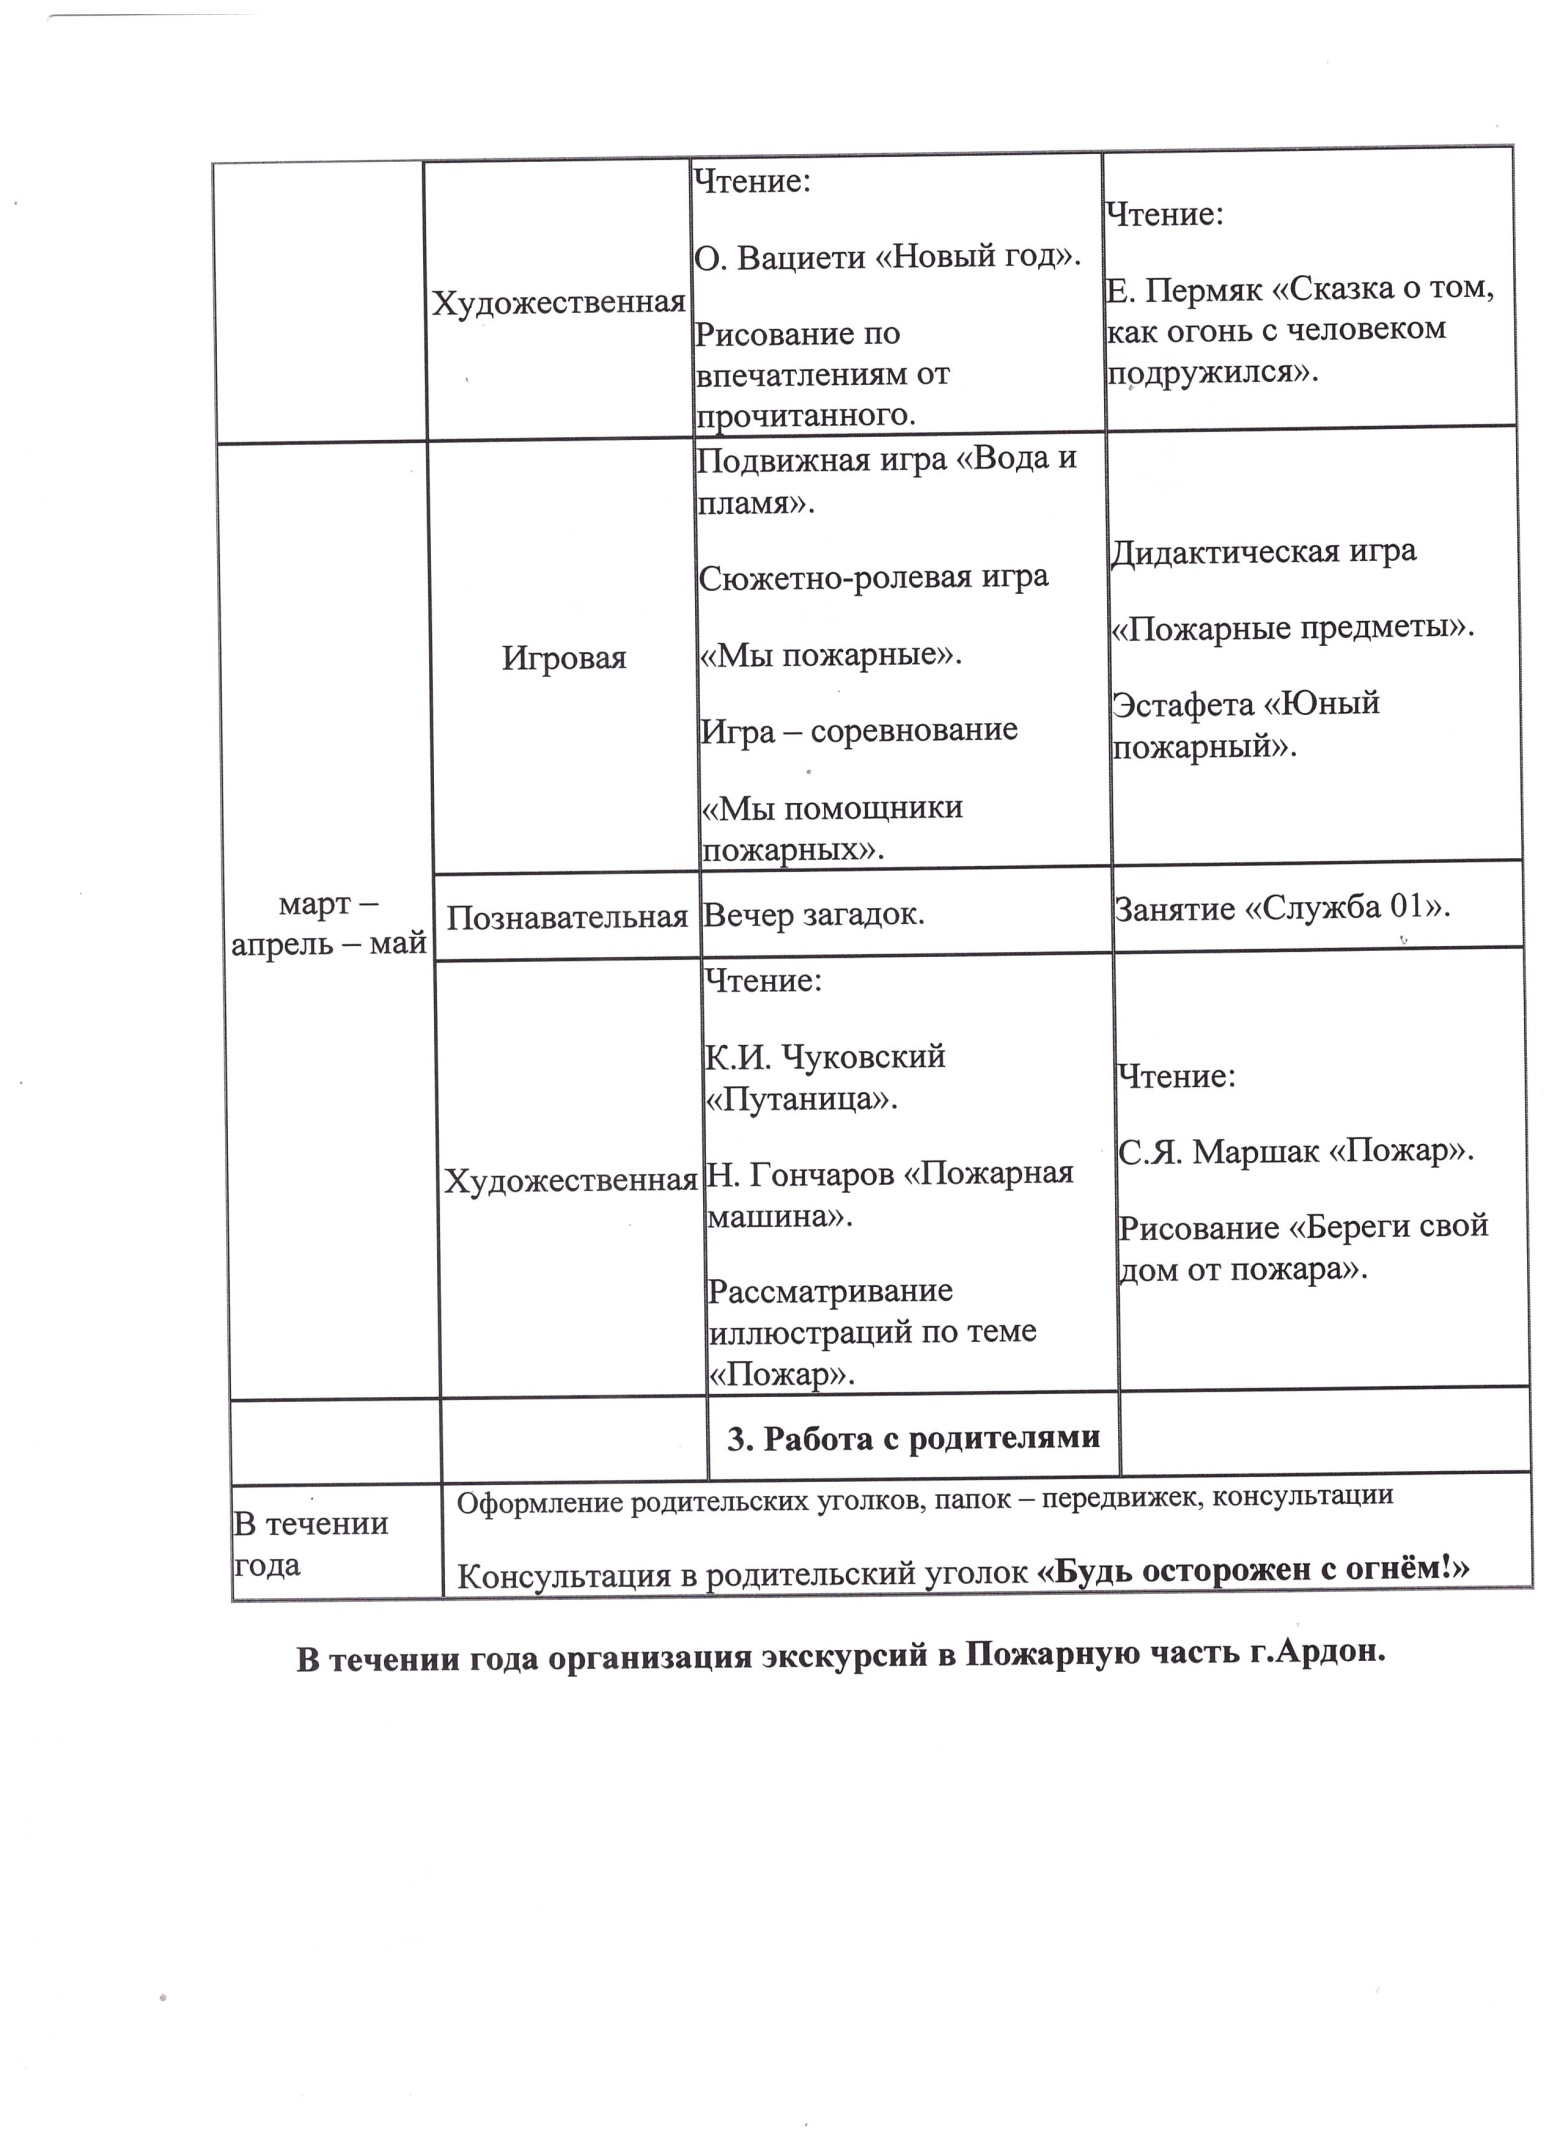 Художественная
Чтение:
О. Вациети «Новый год».
Рисование по
впечатлениям от
прочитанного.
Чтение:
Е. Пермяк «Сказка о том,
как огонь с человеком
подружился».
март –
апрель – май
Игровая
Подвижная игра «Вода и
пламя».
Сюжетно-ролевая игра
«Мы пожарные».
Игра – соревнование
«Мы помощники
пожарных».
Дидактическая игра
«Пожарные предметы».
Эстафета «Юный
пожарный».
Познавательная
Вечер загадок.
Занятие «Служба 01».
Художественная
Чтение:
К.И. Чуковский
«Путаница».
Н. Гончаров «Пожарная
машина».
Рассматривание
иллюстраций по теме
«Пожар».
Чтение:
С.Я. Маршак «Пожар».
Рисование «Береги свой
дом от пожара».
3. Работа с родителями
В течении
года
Оформление родительских уголков, папок – передвижек, консультации
Консультация в родительский уголок «Будь осторожен с огнём!»
В течении года организация экскурсий в Пожарную часть г.Ардон.